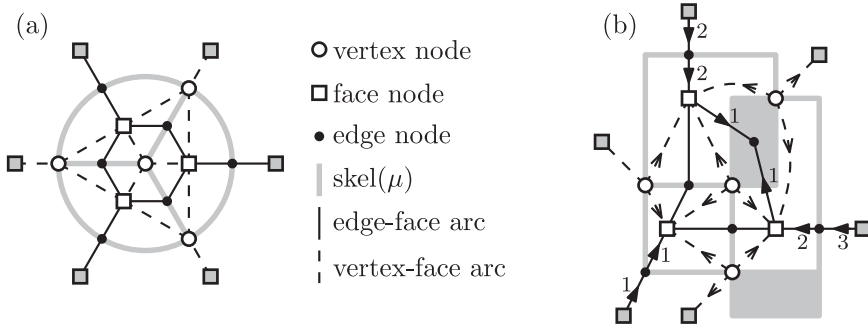 (a)
vertex node
face node
edge node
skel(μ)
edge-face arc
vertex-face arc
(b)
2
2
1
1
2
3
1
1